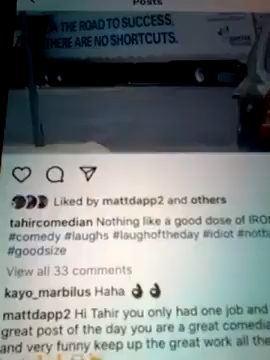 Posts
THE ROAD TO SUCCESS,
THERE ARE NO SHORTCUTS.
Liked by mattdapp2 and others
tahircomedian Nothing like a good dose of IRO
#comedy #laughs #laughoftheday #idiot #noth
#goodsize
View all 33 comments
kayo_marbilus Haha 👌👌
mattdapp2 Hi Tahir you only had one job and
great post of the day you are a great comedia
and very funny keep up the great work all the